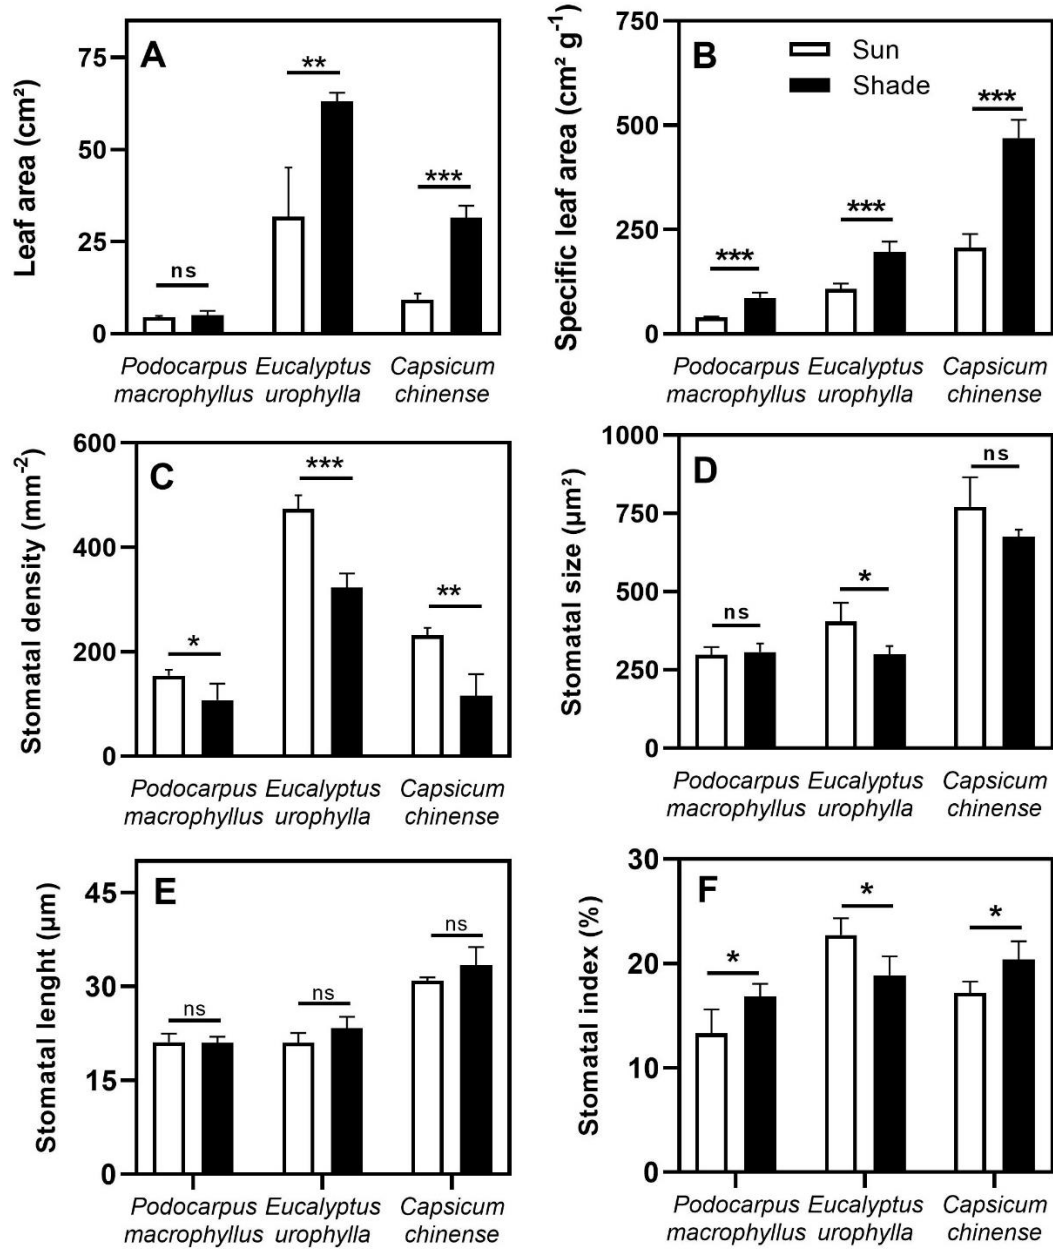 A
Leaf area (cm²)
75
50
25
0
ns
**
***
Podocarpus Eucalyptus Capsicum
macrophyllus urophylla chinense
B
Sun
Shade
Specific leaf area (cm² g⁻¹)
750
500
250
0
***
***
***
Podocarpus Eucalyptus Capsicum
macrophyllus urophylla chinense
C
Stomatal density (mm⁻²)
600
400
200
0
*
***
**
Podocarpus Eucalyptus Capsicum
macrophyllus urophylla chinense
D
Stomatal size (µm²)
1000
750
500
250
0
ns
*
ns
Podocarpus Eucalyptus Capsicum
macrophyllus urophylla chinense
E
Stomatal lenght (µm)
45
30
15
0
ns
ns
ns
Podocarpus Eucalyptus Capsicum
macrophyllus urophylla chinense
F
Stomatal index (%)
30
20
10
0
*
*
*
Podocarpus Eucalyptus Capsicum
macrophyllus urophylla chinense